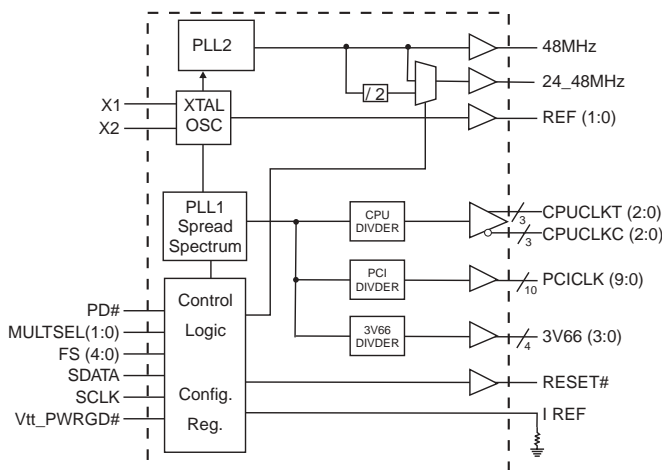 PLL2
48MHz
/ 2
24_48MHz
X1
X2
XTAL
OSC
REF (1:0)
PLL1
Spread
Spectrum
CPU
DIVDER
3
CPUCLKT (2:0)
3
CPUCLKC (2:0)
PCI
DIVDER
10
PCICLK (9:0)
3V66
DIVDER
4
3V66 (3:0)
PD#
MULTSEL(1:0)
FS (4:0)
SDATA
SCLK
Vtt_PWRGD#
Control
Logic
Config.
Reg.
RESET#
I REF